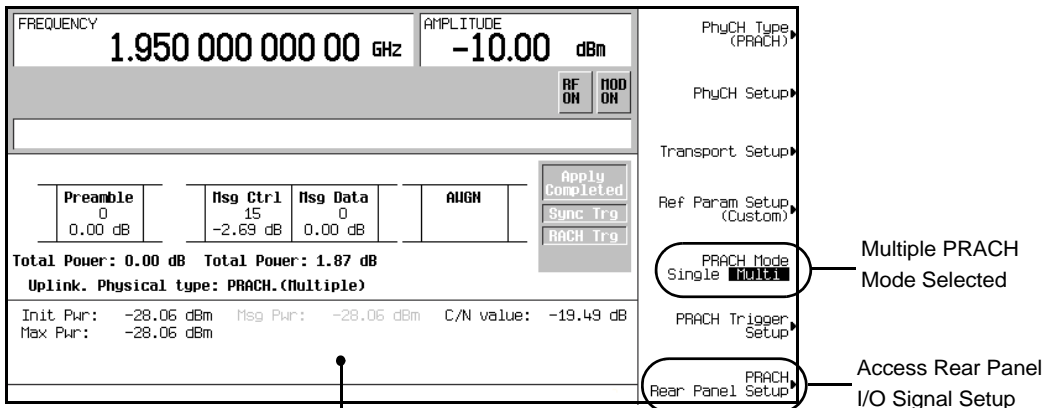 FREQUENCY
1.950 000 000 00 GHz
AMPLITUDE
-10.00 dBm
RF ON
MOD ON
Apply Completed
Sync Trg
RACH Trg
Preamble
0
0.00 dB
Msg Ctrl
15
-2.69 dB
Msg Data
0
0.00 dB
AWGN
Total Power: 0.00 dB Total Power: 1.87 dB
Uplink. Physical type: PRACH.(Multiple)
Init Pwr: -28.06 dBm Msg Pwr: -28.06 dBm C/N value: -19.49 dB
Max Pwr: -28.06 dBm
PhyCH Type
(PRACH)
PhyCH Setup
Transport Setup
Ref Param Setup
(Custom)
PRACH Mode
Single Multi
PRACH Trigger
Setup
PRACH
Rear Panel Setup
Multiple PRACH
Mode Selected
Access Rear Panel
I/O Signal Setup